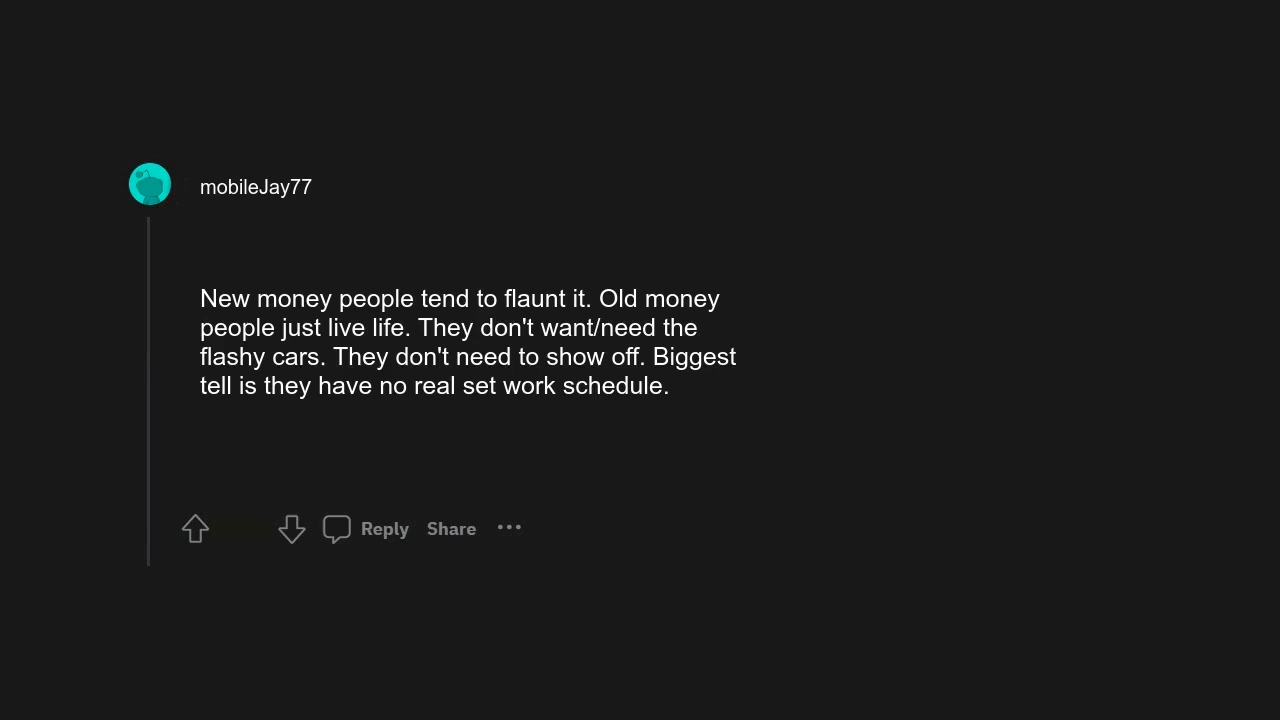 mobileJay77
New money people tend to flaunt it. Old money
people just live life. They don't want/need the
flashy cars. They don't need to show off. Biggest
tell is they have no real set work schedule.
Reply Share